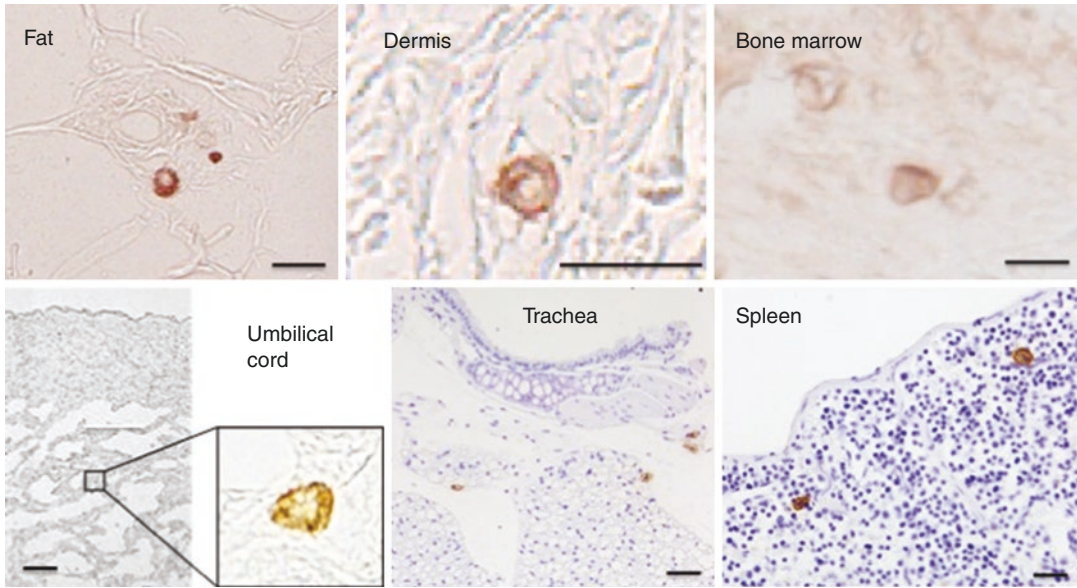 Fat
Dermis
Bone marrow
Umbilical
cord
Trachea
Spleen